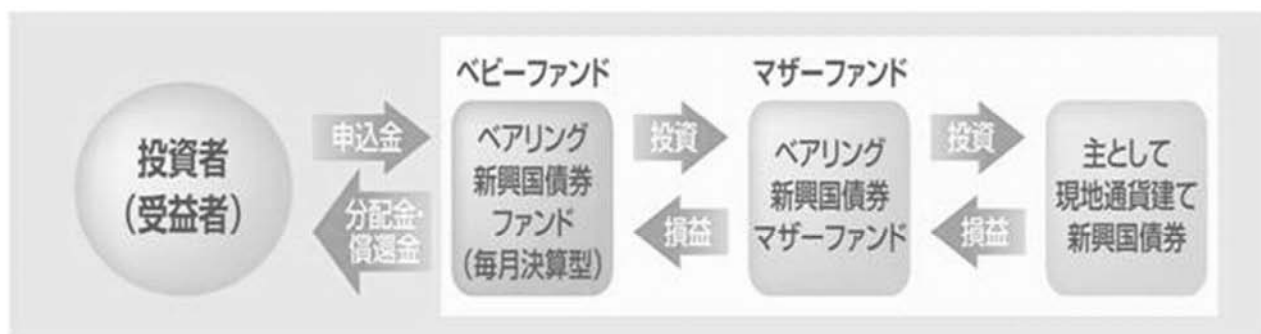 投資者
（受益者）
申込金
分配金・
償還金
ベビーファンド
ベアリング
新興国債券
ファンド
（毎月決算型）
投資
損益
マザーファンド
ベアリング
新興国債券
マザーファンド
投資
損益
主として
現地通貨建て
新興国債券